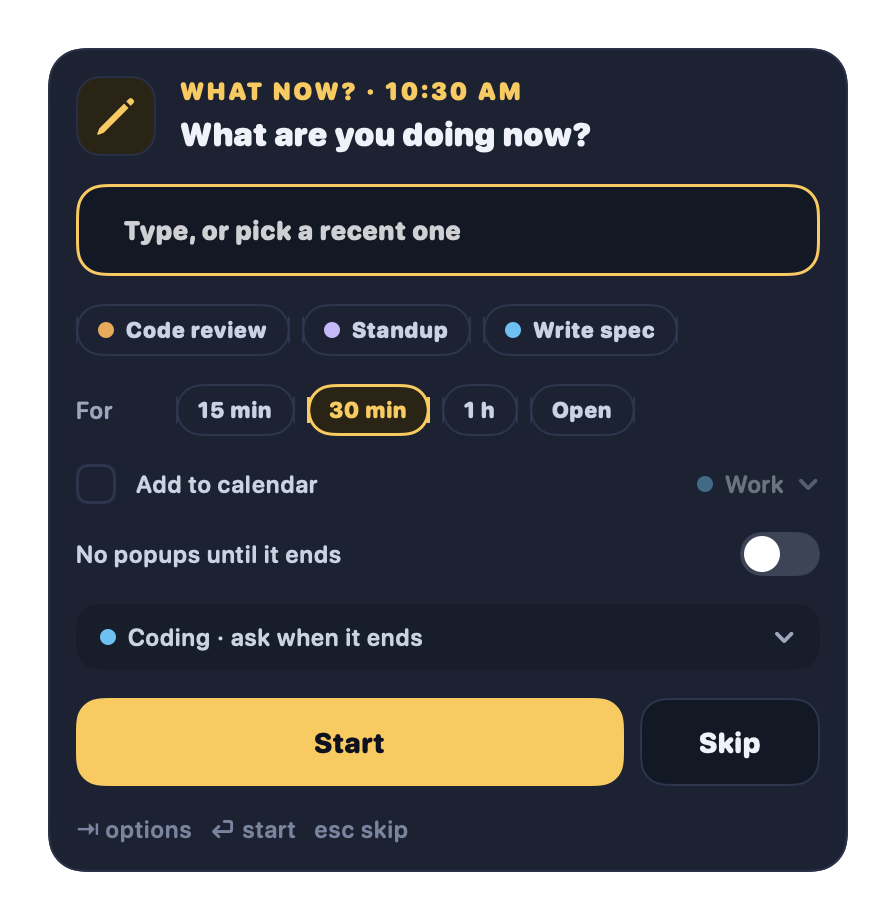 WHAT NOW? · 10:30 AM
What are you doing now?
Type, or pick a recent one
Code review Standup Write spec
For 15 min 30 min 1 h Open
Add to calendar Work
No popups until it ends
Coding · ask when it ends
Start Skip
⇥ options ↵ start esc skip